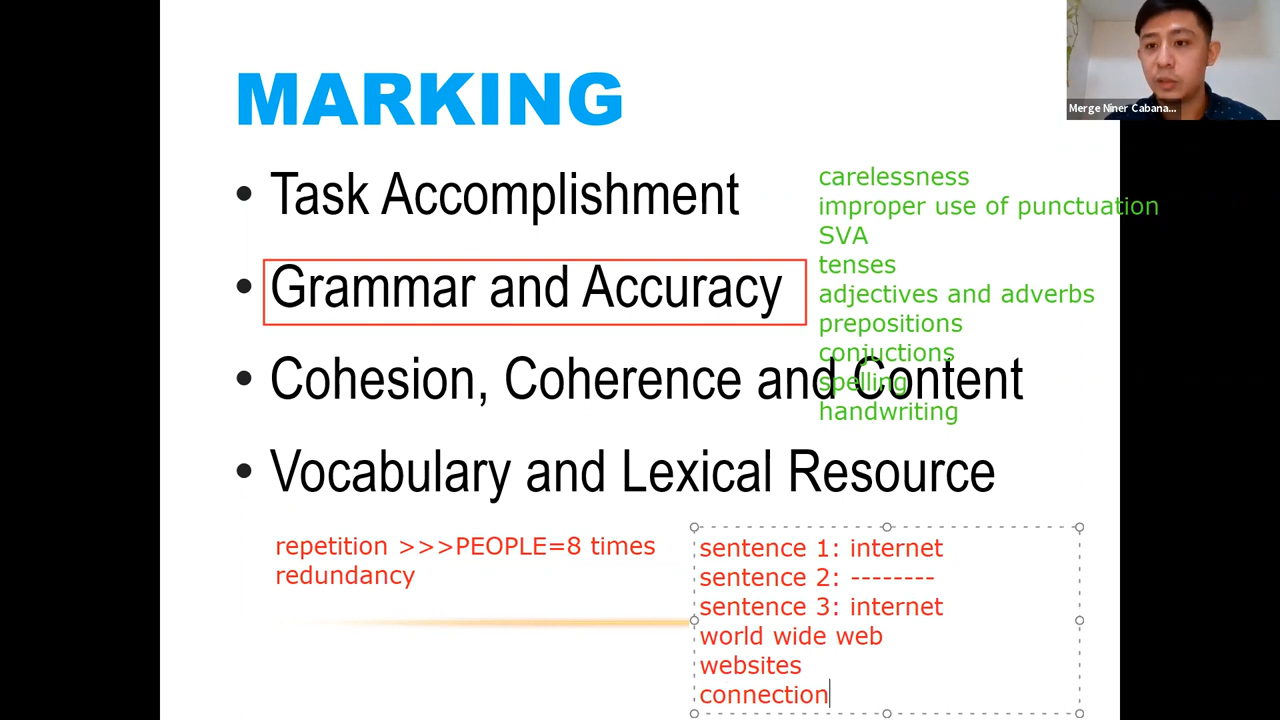 MARKING
• Task Accomplishment
• Grammar and Accuracy
• Cohesion, Coherence and Content
• Vocabulary and Lexical Resource
carelessness
improper use of punctuation
SVA
tenses
adjectives and adverbs
prepositions
conjuctions
spelling
handwriting
repetition >>>PEOPLE=8 times
redundancy
sentence 1: internet
sentence 2: --------
sentence 3: internet
world wide web
websites
connection
Merge Niner Cabana...